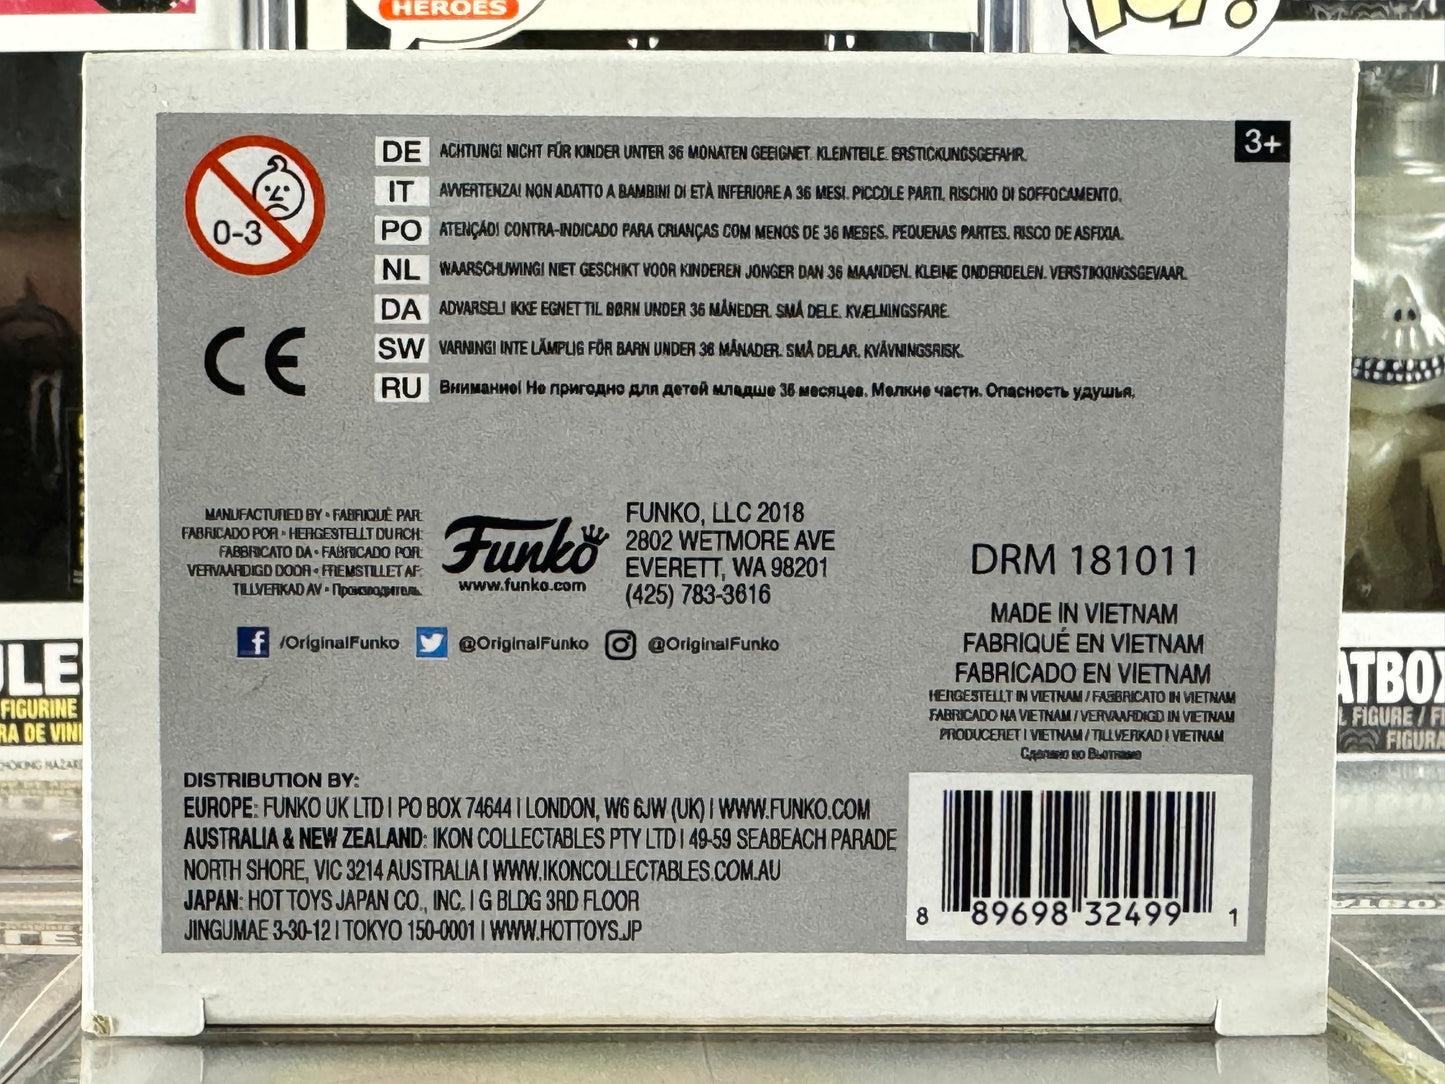 HEROES
POP!
3+
0-3
DE ACHTUNG! NICHT FÜR KINDER UNTER 36 MONATEN GEEIGNET. KLEINTEILE. ERSTICKUNGSGEFAHR.
IT AVVERTENZA! NON ADATTO A BAMBINI DI ETÀ INFERIORE A 36 MESI. PICCOLE PARTI. RISCHIO DI SOFFOCAMENTO.
PO ATENÇÃO! CONTRA-INDICADO PARA CRIANÇAS COM MENOS DE 36 MESES. PEQUENAS PARTES. RISCO DE ASFIXIA.
NL WAARSCHUWING! NIET GESCHIKT VOOR KINDEREN JONGER DAN 36 MAANDEN. KLEINE ONDERDELEN. VERSTIKKINGSGEVAAR.
DA ADVARSEL! IKKE EGNET TIL BØRN UNDER 36 MÅNEDER. SMÅ DELE. KVÆLNINGSFARE.
SW VARNING! INTE LÄMPLIG FÖR BARN UNDER 36 MÅNADER. SMÅ DELAR. KVÄVNINGSRISK.
RU Внимание! Не пригодно для детей младше 36 месяцев. Мелкие части. Опасность удушья.
CE
MANUFACTURED BY • FABRIQUÉ PAR:
FABRICADO POR • HERGESTELLT DURCH:
FABBRICATO DA • FABRICADO POR:
VERVAARDIGD DOOR • FREMSTILLET AF:
TILLVERKAD AV • Производитель:
Funko
www.funko.com
FUNKO, LLC 2018
2802 WETMORE AVE
EVERETT, WA 98201
(425) 783-3616
/OriginalFunko @OriginalFunko @OriginalFunko
DRM 181011
MADE IN VIETNAM
FABRIQUÉ EN VIETNAM
FABRICADO EN VIETNAM
HERGESTELLT IN VIETNAM / FABBRICATO IN VIETNAM
FABRICADO NA VIETNAM / VERVAARDIGD IN VIETNAM
PRODUCERET I VIETNAM / TILLVERKAD I VIETNAM
Сделано во Вьетнаме
DISTRIBUTION BY:
EUROPE: FUNKO UK LTD | PO BOX 74644 | LONDON, W6 6JW (UK) | WWW.FUNKO.COM
AUSTRALIA & NEW ZEALAND: IKON COLLECTABLES PTY LTD | 49-59 SEABEACH PARADE
NORTH SHORE, VIC 3214 AUSTRALIA | WWW.IKONCOLLECTABLES.COM.AU
JAPAN: HOT TOYS JAPAN CO., INC. | G BLDG 3RD FLOOR
JINGUMAE 3-30-12 | TOKYO 150-0001 | WWW.HOTTOYS.JP
8 89698 32499 1
ULE
FIGURINE
RA DE VINI
ATBOX
L FIGURE / FI
FIGURA